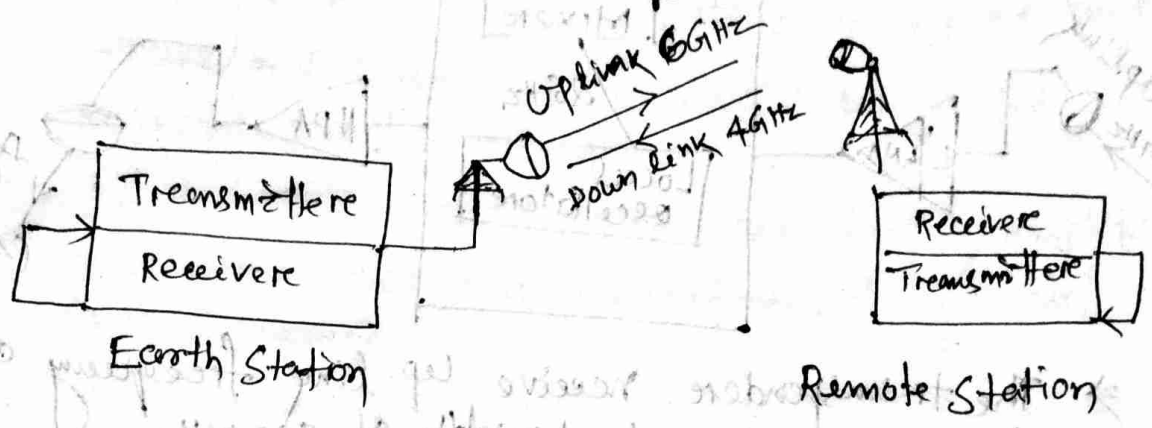 Uplink 6GHz
Down link 4GHz
Treansmittere
Receivere
Earth Station
Receivere
Treansmittere
Remote Station